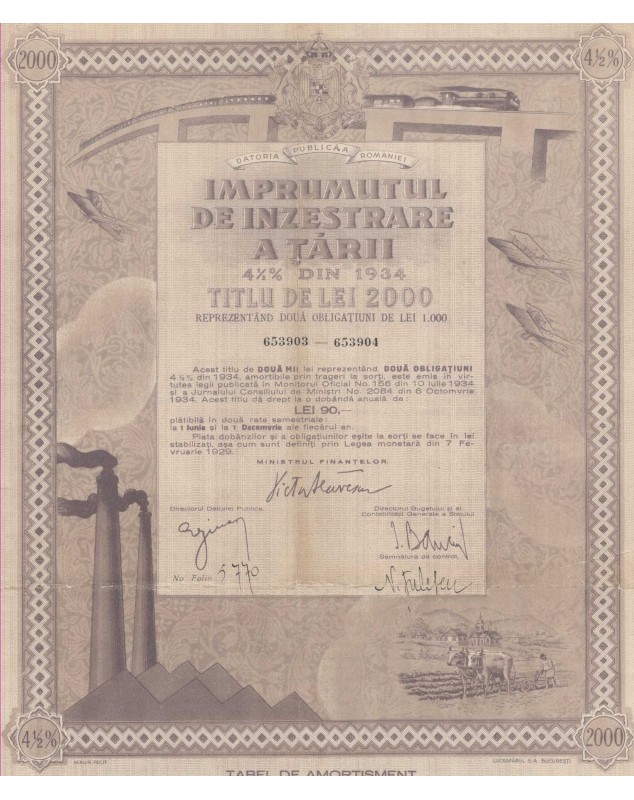 2000
4½%
DATORIA PUBLICĂ A ROMANIEI
IMPRUMUTUL
DE INZESTRARE
A ȚĂRII
4½% DIN 1934
TITLU DE LEI 2000
REPREZENTÂND DOUĂ OBLIGAȚIUNI DE LEI 1.000
653903 — 653904
Acest titlu de DOUĂ MII lei reprezentând DOUĂ OBLIGAȚIUNI
4½% din 1934, amortibile prin trageri la sorți, este emis în vir-
tutea legii publicată în Monitorul Oficial No. 156 din 10 Iulie 1934
și a Jurnalului Consiliului de Miniștri No. 2084 din 6 Octomvrie
1934. Acest titlu dă drept la o dobândă anuală de:
LEI 90.—
plătibilă în două rate semestriale:
la 1 Iunie și la 1 Decemvrie ale fiecărui an.
Plata dobânzilor și a obligațiunilor eșite la sorți se face în lei
stabilizați, așa cum sunt definiți prin Legea monetară din 7 Fe-
vruarie 1929.
MINISTRUL FINANȚELOR,
Directorul Datoriei Publice,
Directorul Bugetului și al
Contabilității Generale a Statului
Semnătura de control,
No Foliu 5770
4½%
2000
LUCEAFĂRUL S.A. BUCUREȘTI
TABEL DE AMORTISMENT